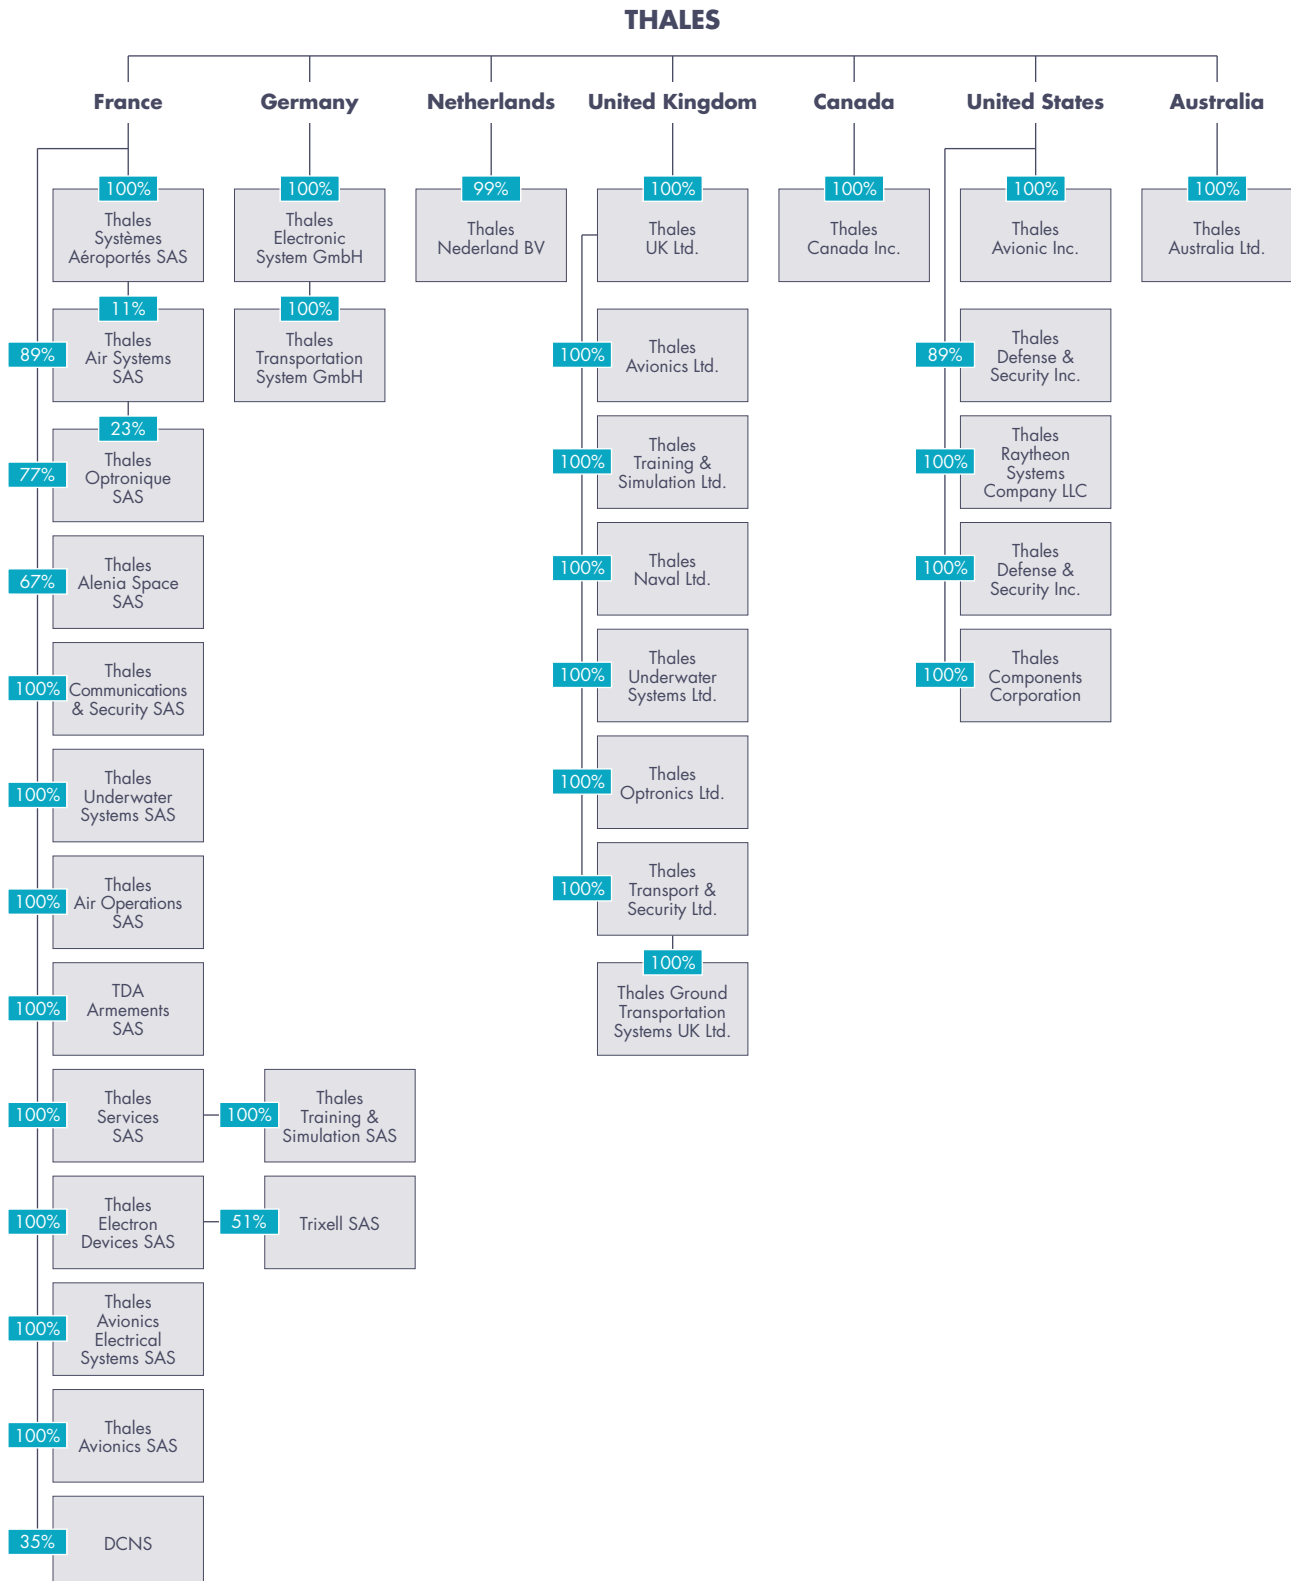 THALES
France
Germany
Netherlands
United Kingdom
Canada
United States
Australia
100%
Thales
Systèmes
Aéroportés SAS
11%
89%
Thales
Air Systems
SAS
23%
77%
Thales
Optronique
SAS
67%
Thales
Alenia Space
SAS
100%
Thales
Communications
& Security SAS
100%
Thales
Underwater
Systems SAS
100%
Thales
Air Operations
SAS
100%
TDA
Armements
SAS
100%
Thales
Services
SAS
100%
Thales
Training &
Simulation SAS
100%
Thales
Electron
Devices SAS
51%
Trixell SAS
100%
Thales
Avionics
Electrical
Systems SAS
100%
Thales
Avionics SAS
35%
DCNS
100%
Thales
Electronic
System GmbH
100%
Thales
Transportation
System GmbH
99%
Thales
Nederland BV
100%
Thales
UK Ltd.
100%
Thales
Avionics Ltd.
100%
Thales
Training &
Simulation Ltd.
100%
Thales
Naval Ltd.
100%
Thales
Underwater
Systems Ltd.
100%
Thales
Optronics Ltd.
100%
Thales
Transport &
Security Ltd.
100%
Thales Ground
Transportation
Systems UK Ltd.
100%
Thales
Canada Inc.
100%
Thales
Avionic Inc.
89%
Thales
Defense &
Security Inc.
100%
Thales
Raytheon
Systems
Company LLC
100%
Thales
Defense &
Security Inc.
100%
Thales
Components
Corporation
100%
Thales
Australia Ltd.